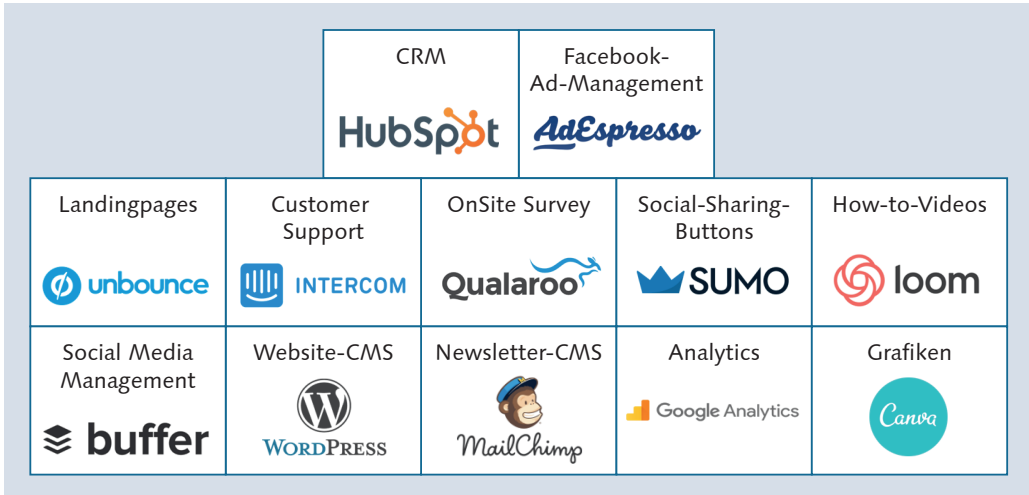 CRM
HubSpot
Facebook-
Ad-Management
AdEspresso
Landingpages
unbounce
Customer
Support
INTERCOM
OnSite Survey
Qualaroo
Social-Sharing-
Buttons
SUMO
How-to-Videos
loom
Social Media
Management
buffer
Website-CMS
W
WORDPRESS
Newsletter-CMS
MailChimp
Analytics
Google Analytics
Grafiken
Canva